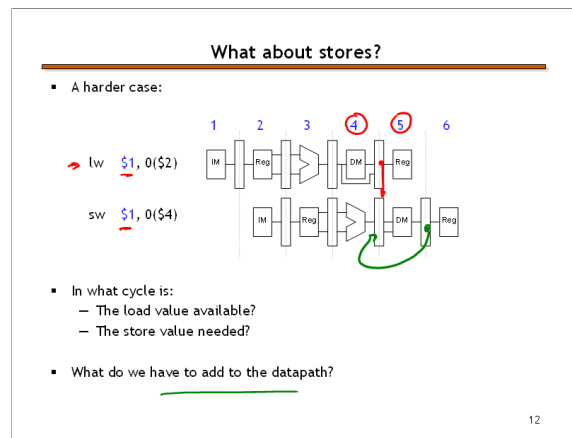 What about stores?
▪ A harder case:
1 2 3 4 5 6
lw $1, 0($2)
IM Reg DM Reg
sw $1, 0($4)
IM Reg DM Reg
▪ In what cycle is:
— The load value available?
— The store value needed?
▪ What do we have to add to the datapath?
12